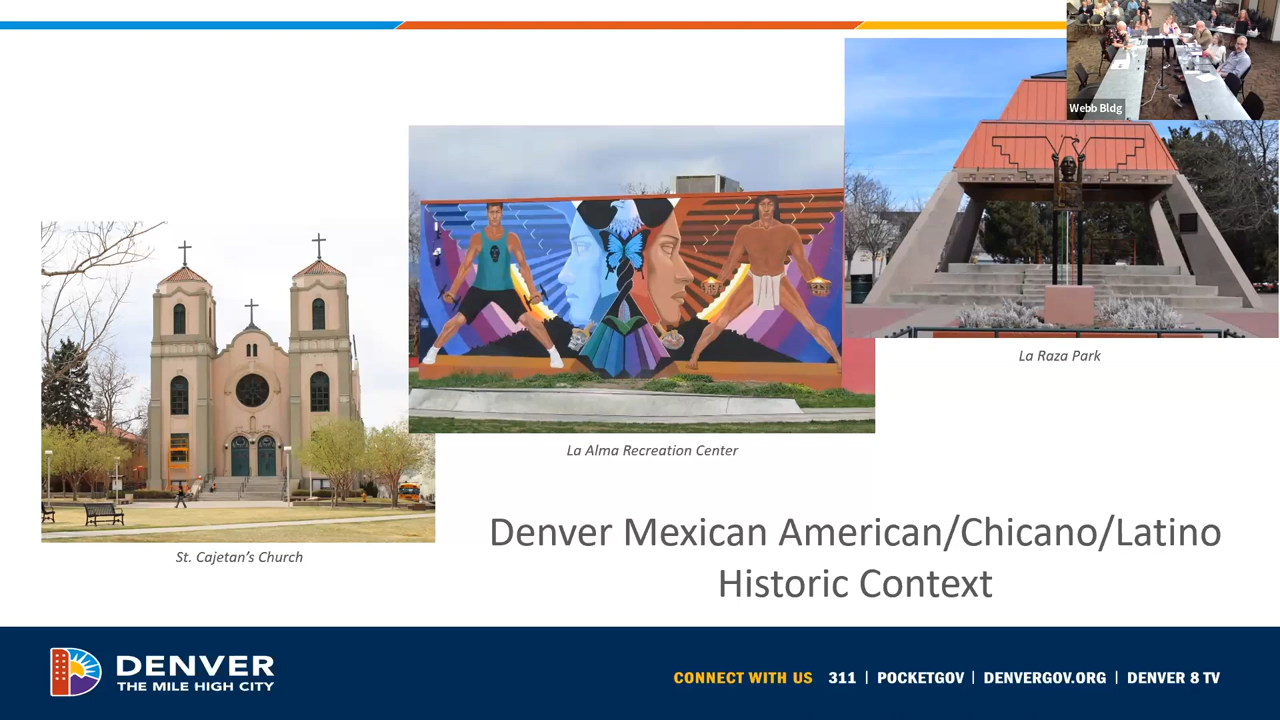 Webb Bldg
La Raza Park
La Alma Recreation Center
St. Cajetan's Church
Denver Mexican American/Chicano/Latino
Historic Context
DENVER
THE MILE HIGH CITY
CONNECT WITH US 311 | POCKETGOV | DENVERGOV.ORG | DENVER 8 TV